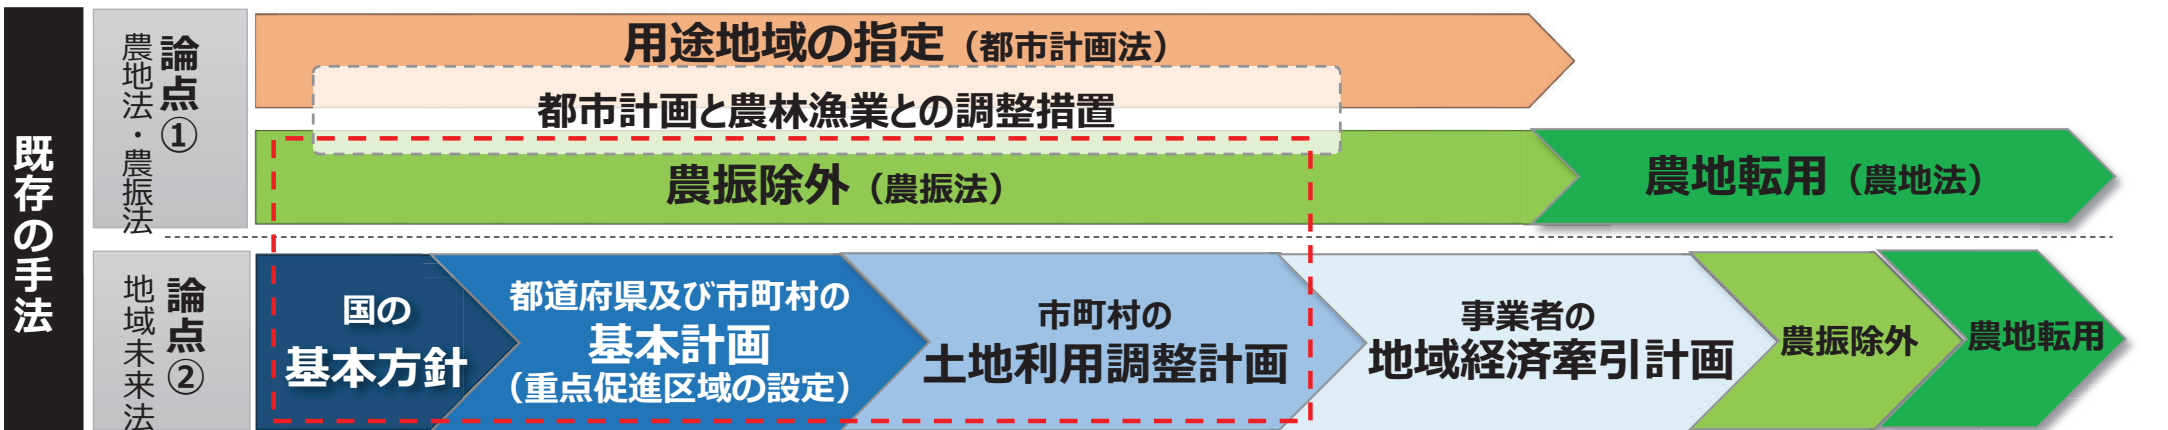 既存の手法
論点①
農地法・農振法
用途地域の指定（都市計画法）
都市計画と農林漁業との調整措置
農振除外（農振法）
農地転用（農地法）
論点②
地域未来法
国の
基本方針
都道府県及び市町村の
基本計画
（重点促進区域の設定）
市町村の
土地利用調整計画
事業者の
地域経済牽引計画
農振除外
農地転用